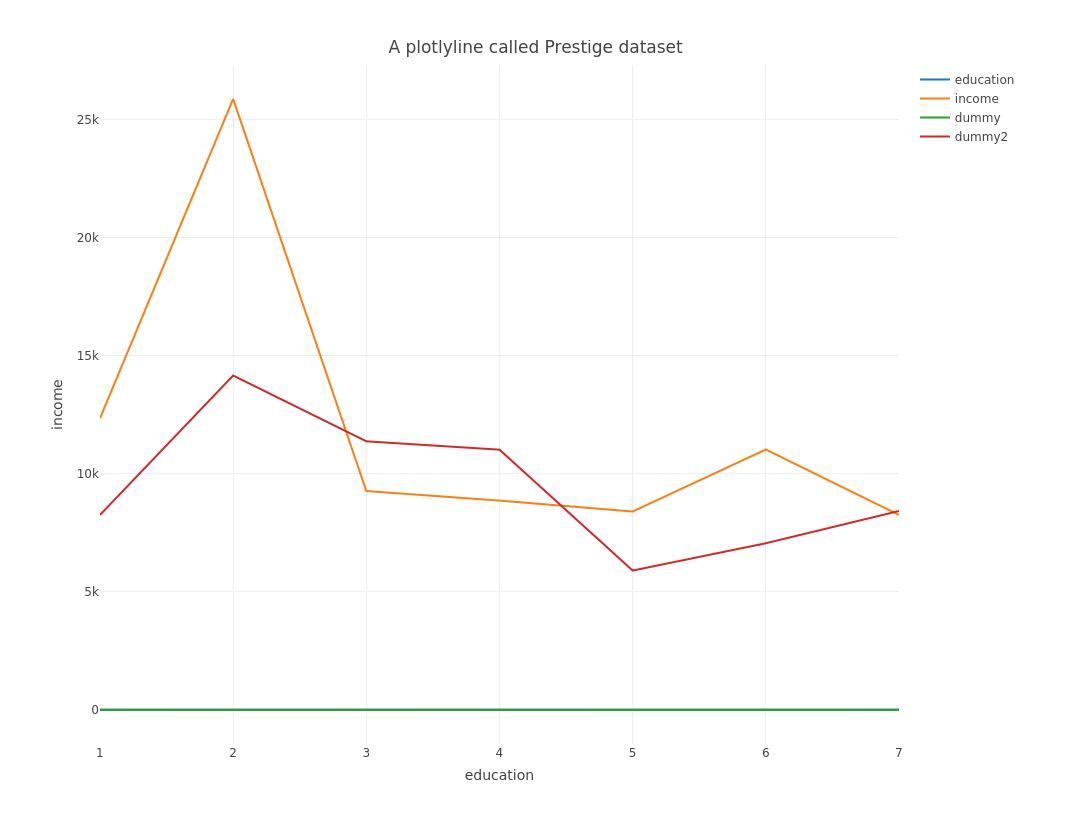 A plotlyline called Prestige dataset
education
income
dummy
dummy2
25k
20k
15k
10k
5k
0
income
1 2 3 4 5 6 7
education